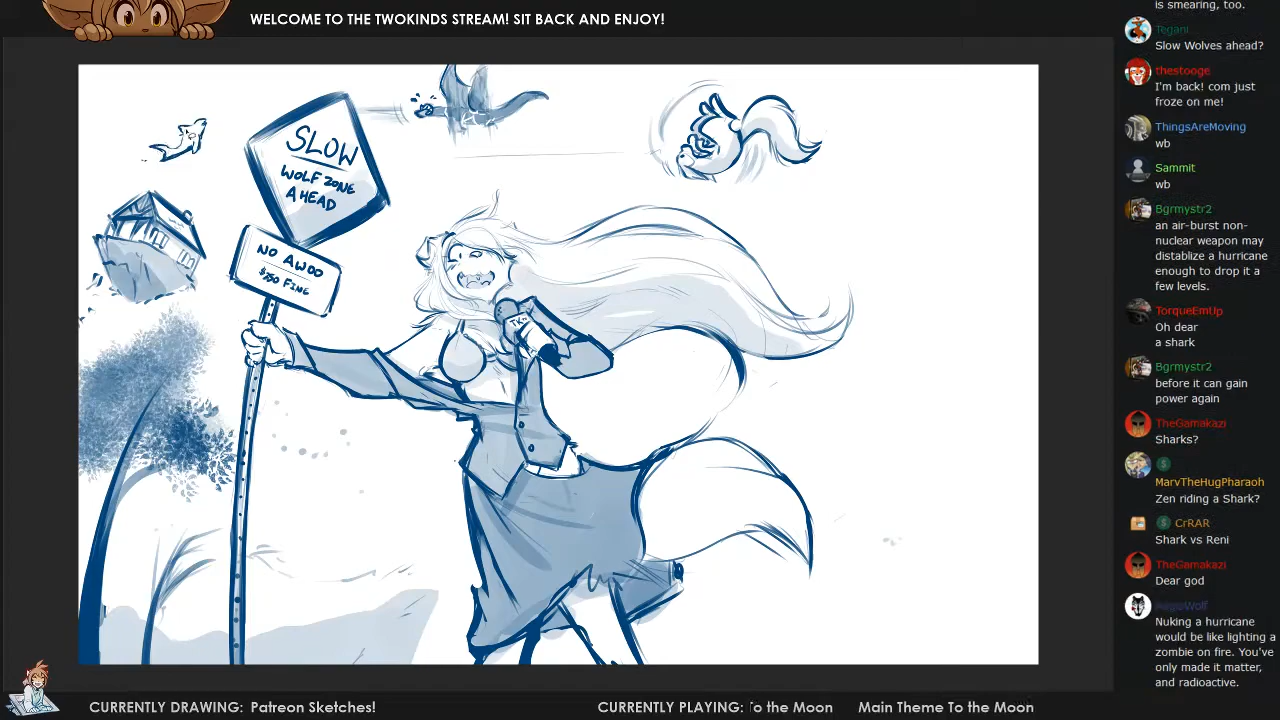 WELCOME TO THE TWOKINDS STREAM! SIT BACK AND ENJOY!
SLOW
WOLF ZONE
AHEAD
NO AWOO
$350 FINE
TK
is smearing, too.
Tegani
Slow Wolves ahead?
thestooge
I'm back! com just
froze on me!
ThingsAreMoving
wb
Sammit
wb
Bgrmystr2
an air-burst non-
nuclear weapon may
distablize a hurricane
enough to drop it a
few levels.
TorqueEmUp
Oh dear
a shark
Bgrmystr2
before it can gain
power again
TheGamakazi
Sharks?
$
MarvTheHugPharaoh
Zen riding a Shark?
$ CrRAR
Shark vs Reni
TheGamakazi
Dear god
Nuking a hurricane
would be like lighting a
zombie on fire. You've
only made it matter,
and radioactive.
CURRENTLY DRAWING: Patreon Sketches!
CURRENTLY PLAYING: To the Moon Main Theme To the Moon